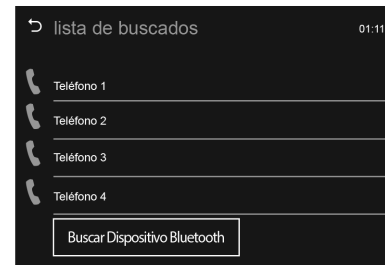 lista de buscados
01:11
Teléfono 1
Teléfono 2
Teléfono 3
Teléfono 4
Buscar Dispositivo Bluetooth